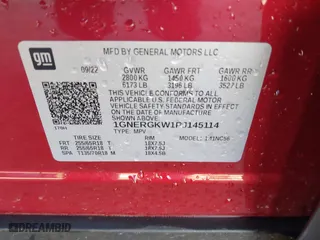 gm
MFD BY GENERAL MOTORS LLC
09/22 GVWR GAWR FRT GAWR RR
2800 KG 1450 KG 1600 KG
6173 LB 3196 LB 3527 LB
THIS VEHICLE CONFORMS TO ALL
APPLICABLE U.S. FEDERAL MOTOR
VEHICLE SAFETY STANDARDS
IN EFFECT ON THE DATE OF
MANUFACTURE SHOWN ABOVE.
1GNERGKW1PJ145114
TYPE: MPV MODEL:
TIRE SIZE RIM
FRT 255/65R18 T 18X7.5J
RR 255/65R18 T 18X7.5J
SPA T135/70R18 M 18X4.5B
DREAMBID